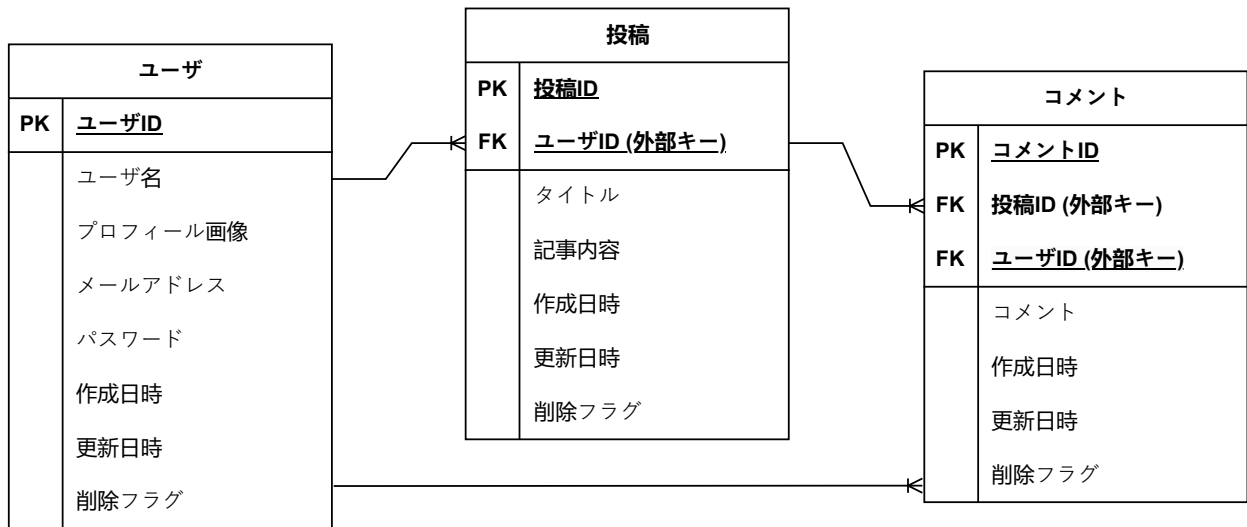 ユーザ
PK ユーザID
ユーザ名
プロフィール画像
メールアドレス
パスワード
作成日時
更新日時
削除フラグ
投稿
PK 投稿ID
FK ユーザID (外部キー)
タイトル
記事内容
作成日時
更新日時
削除フラグ
コメント
PK コメントID
FK 投稿ID (外部キー)
FK ユーザID (外部キー)
コメント
作成日時
更新日時
削除フラグ